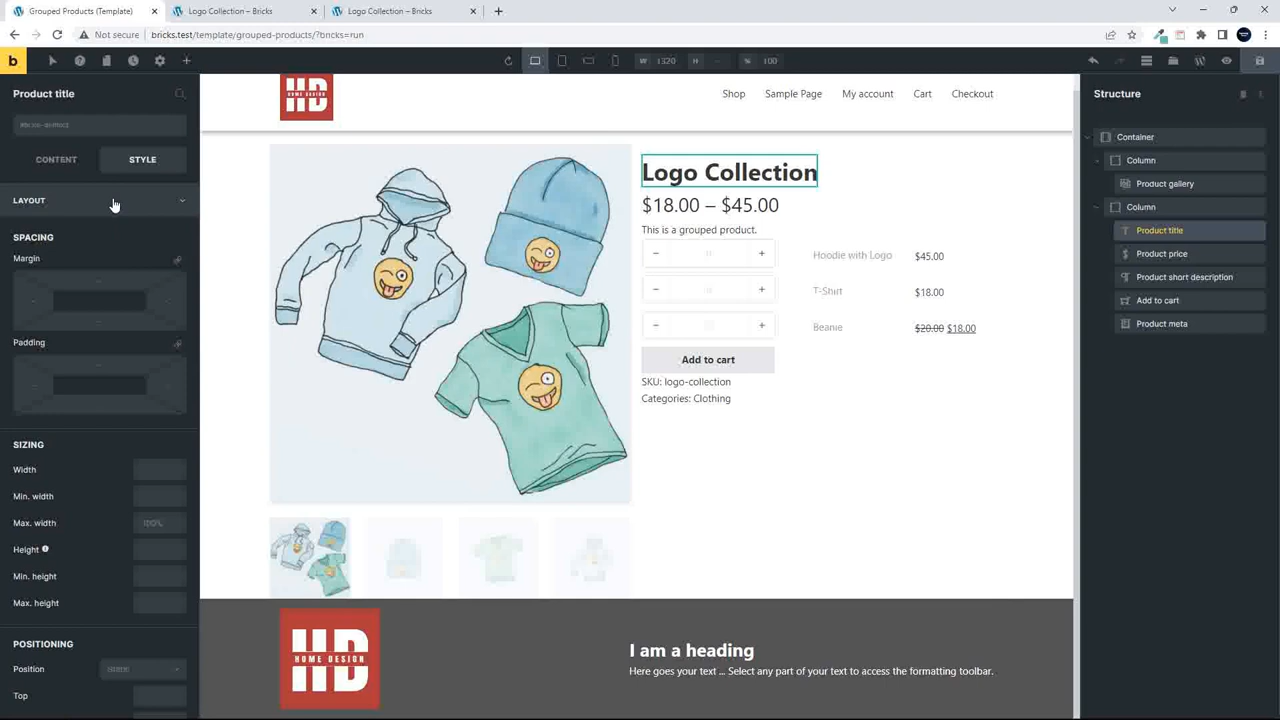 Grouped Products (Template)
Logo Collection – Bricks
Logo Collection – Bricks
Not secure
bricks.test/template/grouped-products/?bricks=run
b
W 1320 H - % 100
Product title
Structure
CONTENT
STYLE
LAYOUT
SPACING
Margin
Padding
SIZING
Width
Min. width
Max. width 100%
Height
Min. height
Max. height
POSITIONING
Position Static
Top
HD
HOME DESIGN
Shop
Sample Page
My account
Cart
Checkout
Logo Collection
$18.00 – $45.00
This is a grouped product.
− + Hoodie with Logo $45.00
− + T-Shirt $18.00
− + Beanie $20.00 $18.00
Add to cart
SKU: logo-collection
Categories: Clothing
HD
HOME DESIGN
I am a heading
Here goes your text ... Select any part of your text to access the formatting toolbar.
Container
Column
Product gallery
Column
Product title
Product price
Product short description
Add to cart
Product meta